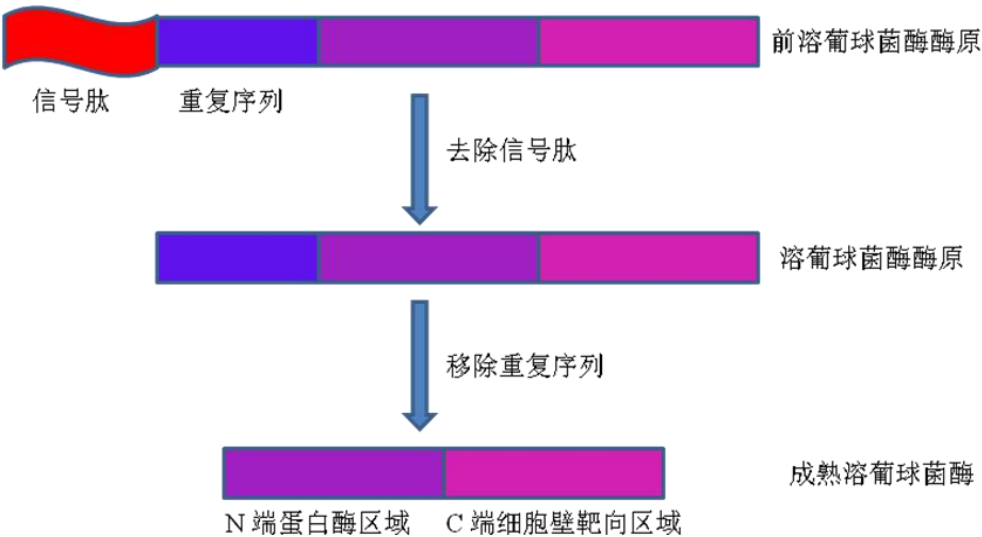 前溶葡球菌酶酶原
信号肽 重复序列
去除信号肽
溶葡球菌酶酶原
移除重复序列
成熟溶葡球菌酶
N 端蛋白酶区域 C 端细胞壁靶向区域